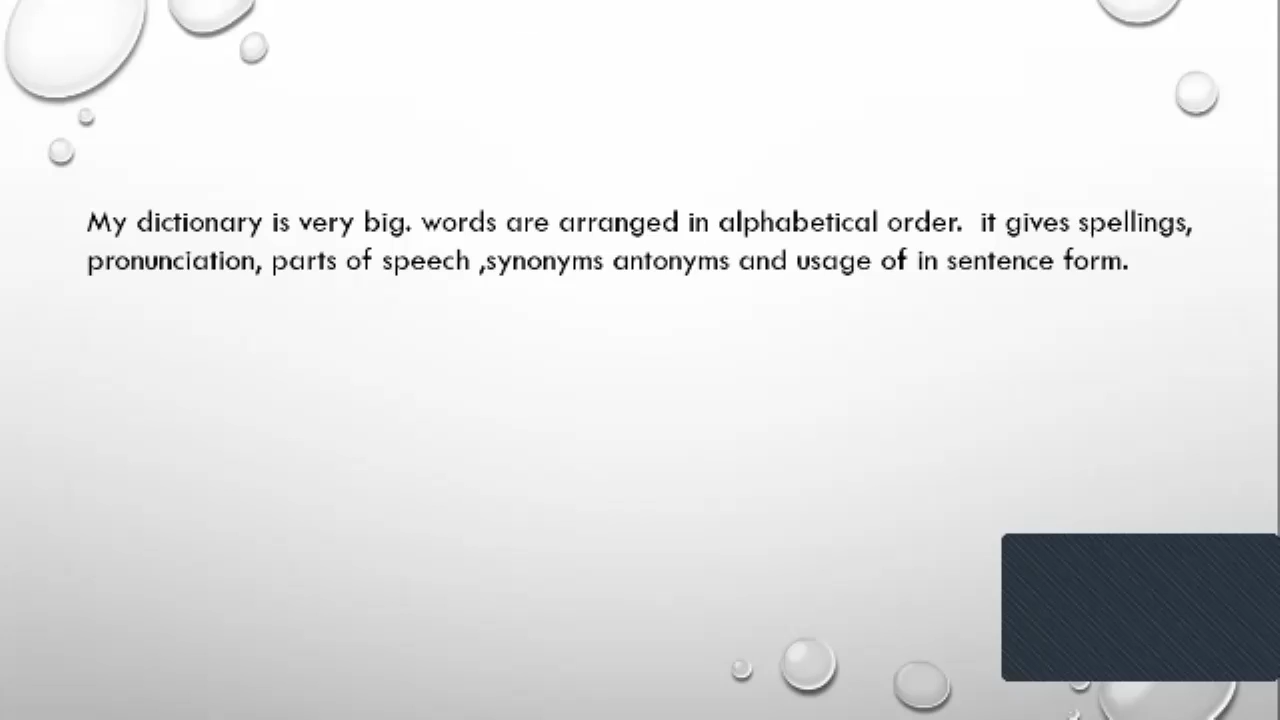 My dictionary is very big. words are arranged in alphabetical order.  it gives spellings,
pronunciation, parts of speech ,synonyms antonyms and usage of in sentence form.